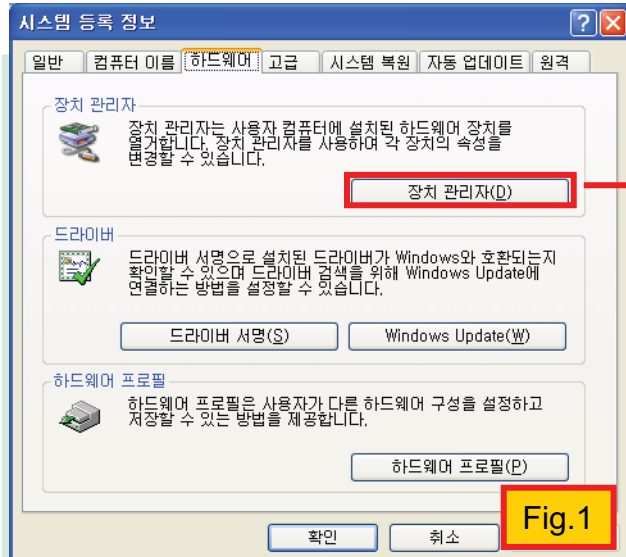 시스템 등록 정보
일반 컴퓨터 이름 하드웨어 고급 시스템 복원 자동 업데이트 원격
장치 관리자
장치 관리자는 사용자 컴퓨터에 설치된 하드웨어 장치를
열거합니다. 장치 관리자를 사용하여 각 장치의 속성을
변경할 수 있습니다.
장치 관리자(D)
드라이버
드라이버 서명으로 설치된 드라이버가 Windows와 호환되는지
확인할 수 있으며 드라이버 검색을 위해 Windows Update에
연결하는 방법을 설정할 수 있습니다.
드라이버 서명(S) Windows Update(W)
하드웨어 프로필
하드웨어 프로필은 사용자가 다른 하드웨어 구성을 설정하고
저장할 수 있는 방법을 제공합니다.
하드웨어 프로필(P)
Fig.1
확인 취소